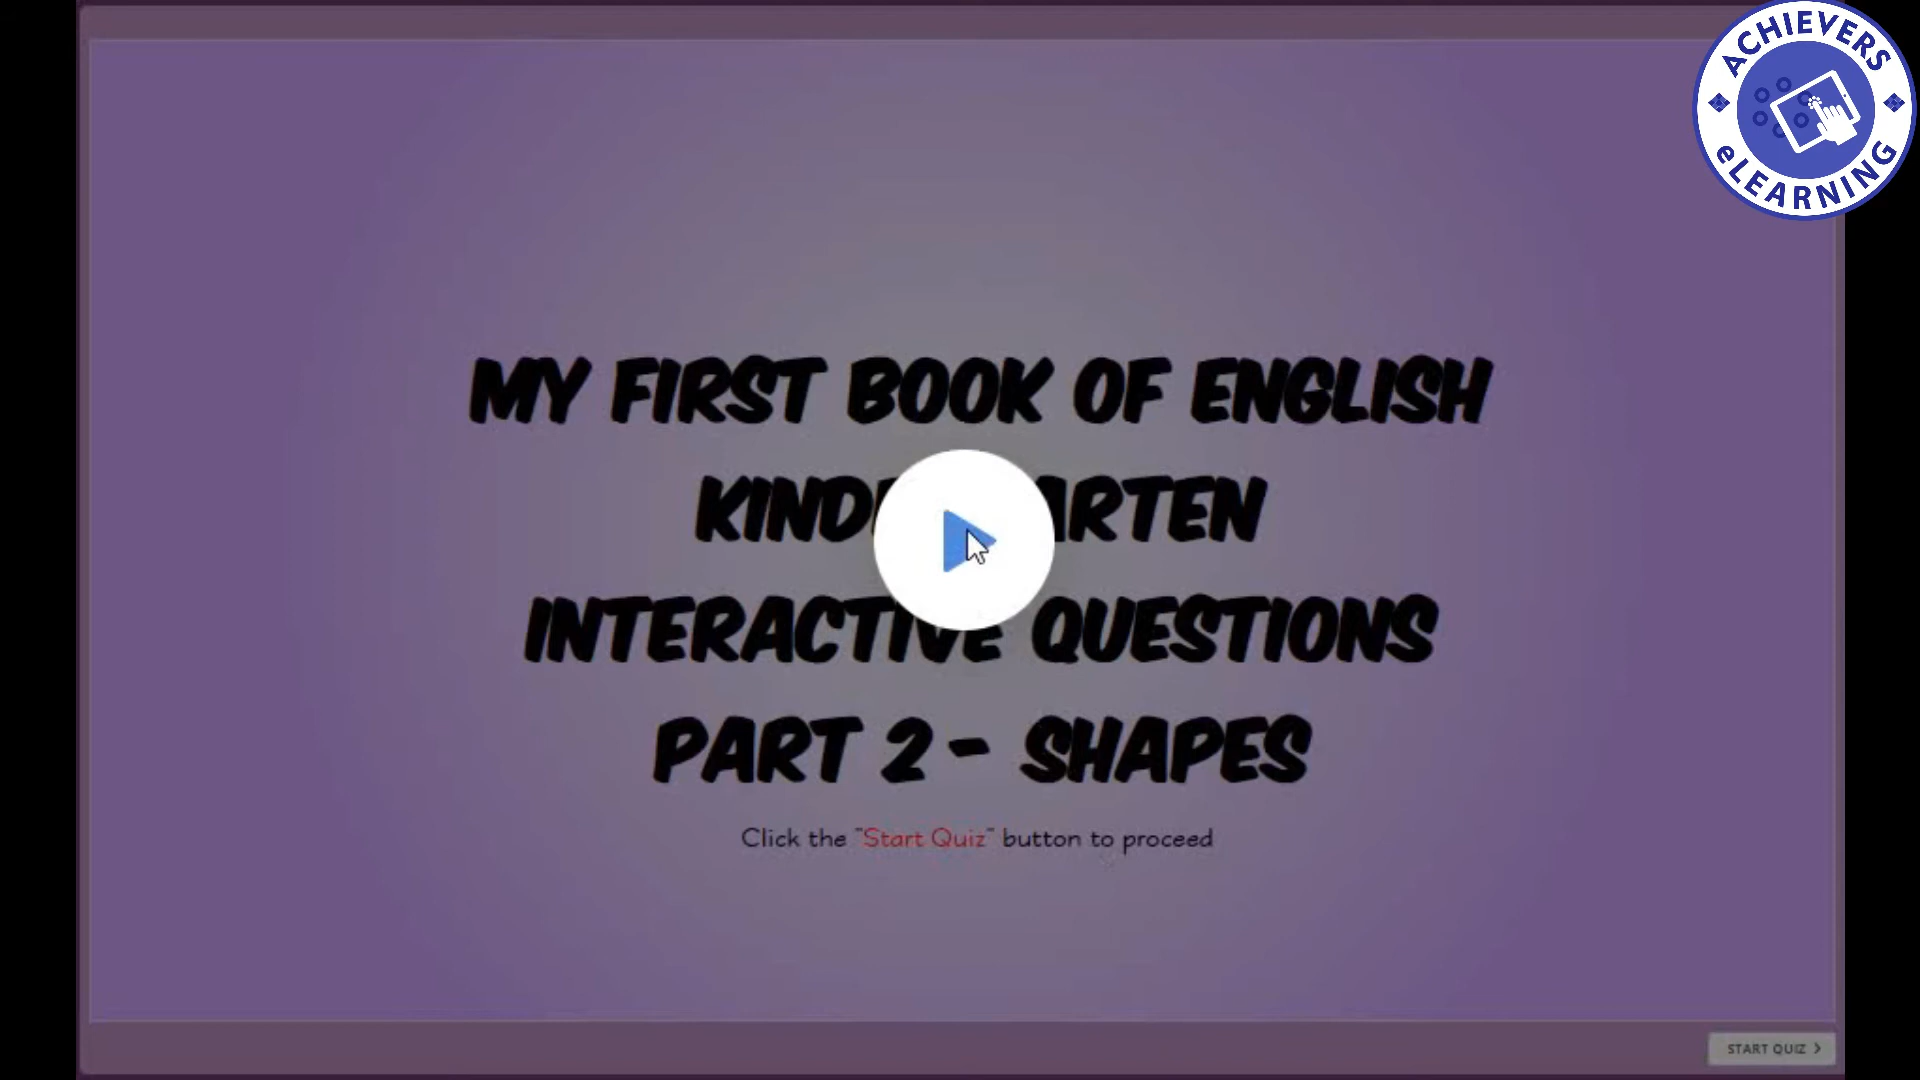 ACHIEVERS
eLEARNING
MY FIRST BOOK OF ENGLISH
INTERACTIVE QUESTIONS
PART 2 - SHAPES
Click the "Start Quiz" button to proceed
START QUIZ